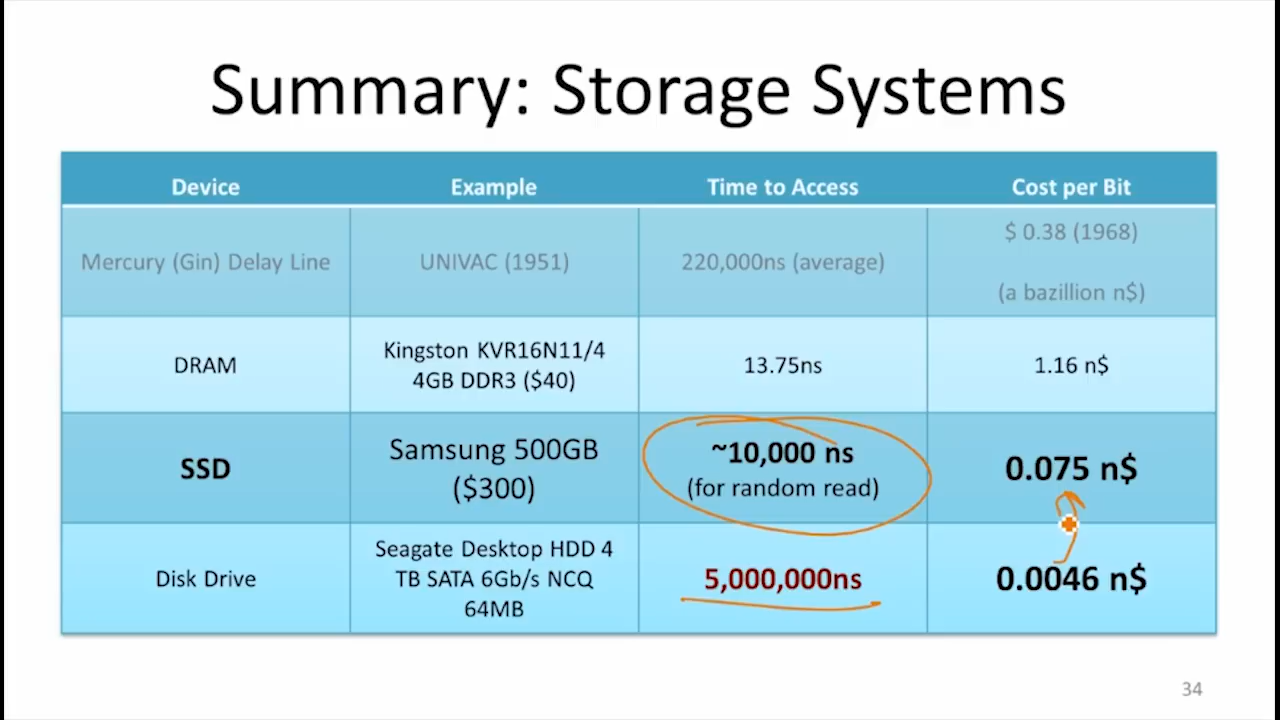 Summary: Storage Systems
Device Example Time to Access Cost per Bit
Mercury (Gin) Delay Line
UNIVAC (1951)
220,000ns (average)
$ 0.38 (1968)
(a bazillion n$)
DRAM
Kingston KVR16N11/4
4GB DDR3 ($40)
13.75ns
1.16 n$
SSD
Samsung 500GB
($300)
~10,000 ns
(for random read)
0.075 n$
Disk Drive
Seagate Desktop HDD 4
TB SATA 6Gb/s NCQ
64MB
5,000,000ns
0.0046 n$
34